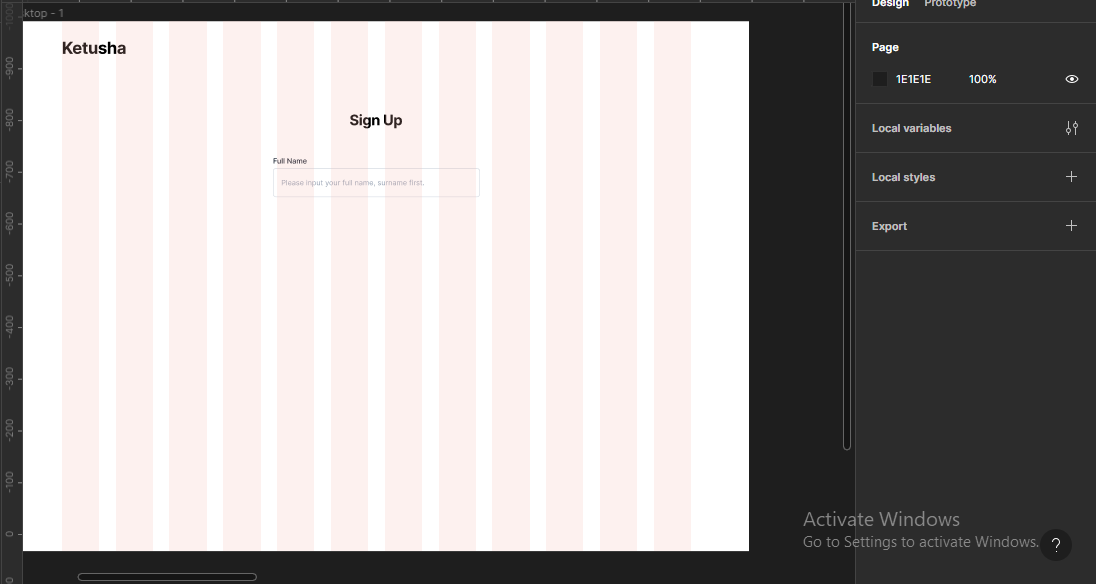 Design Prototype
ktop - 1
Ketusha
Page
1E1E1E 100%
Sign Up
Local variables
Full Name
Please input your full name, surname first.
Local styles
Export
-1000
-900
-800
-700
-600
-500
-400
-300
-200
-100
0
Activate Windows
Go to Settings to activate Windows.
?